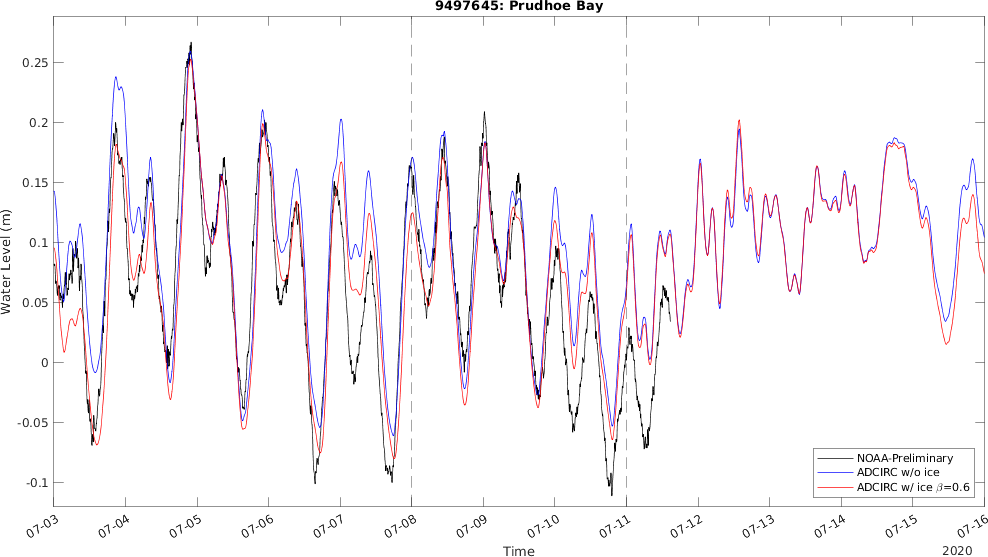 9497645: Prudhoe Bay
Water Level (m)
0.25
0.2
0.15
0.1
0.05
0
-0.05
-0.1
NOAA-Preliminary
ADCIRC w/o ice
ADCIRC w/ ice β=0.6
07-03 07-04 07-05 07-06 07-07 07-08 07-09 07-10 07-11 07-12 07-13 07-14 07-15 07-16
Time
2020